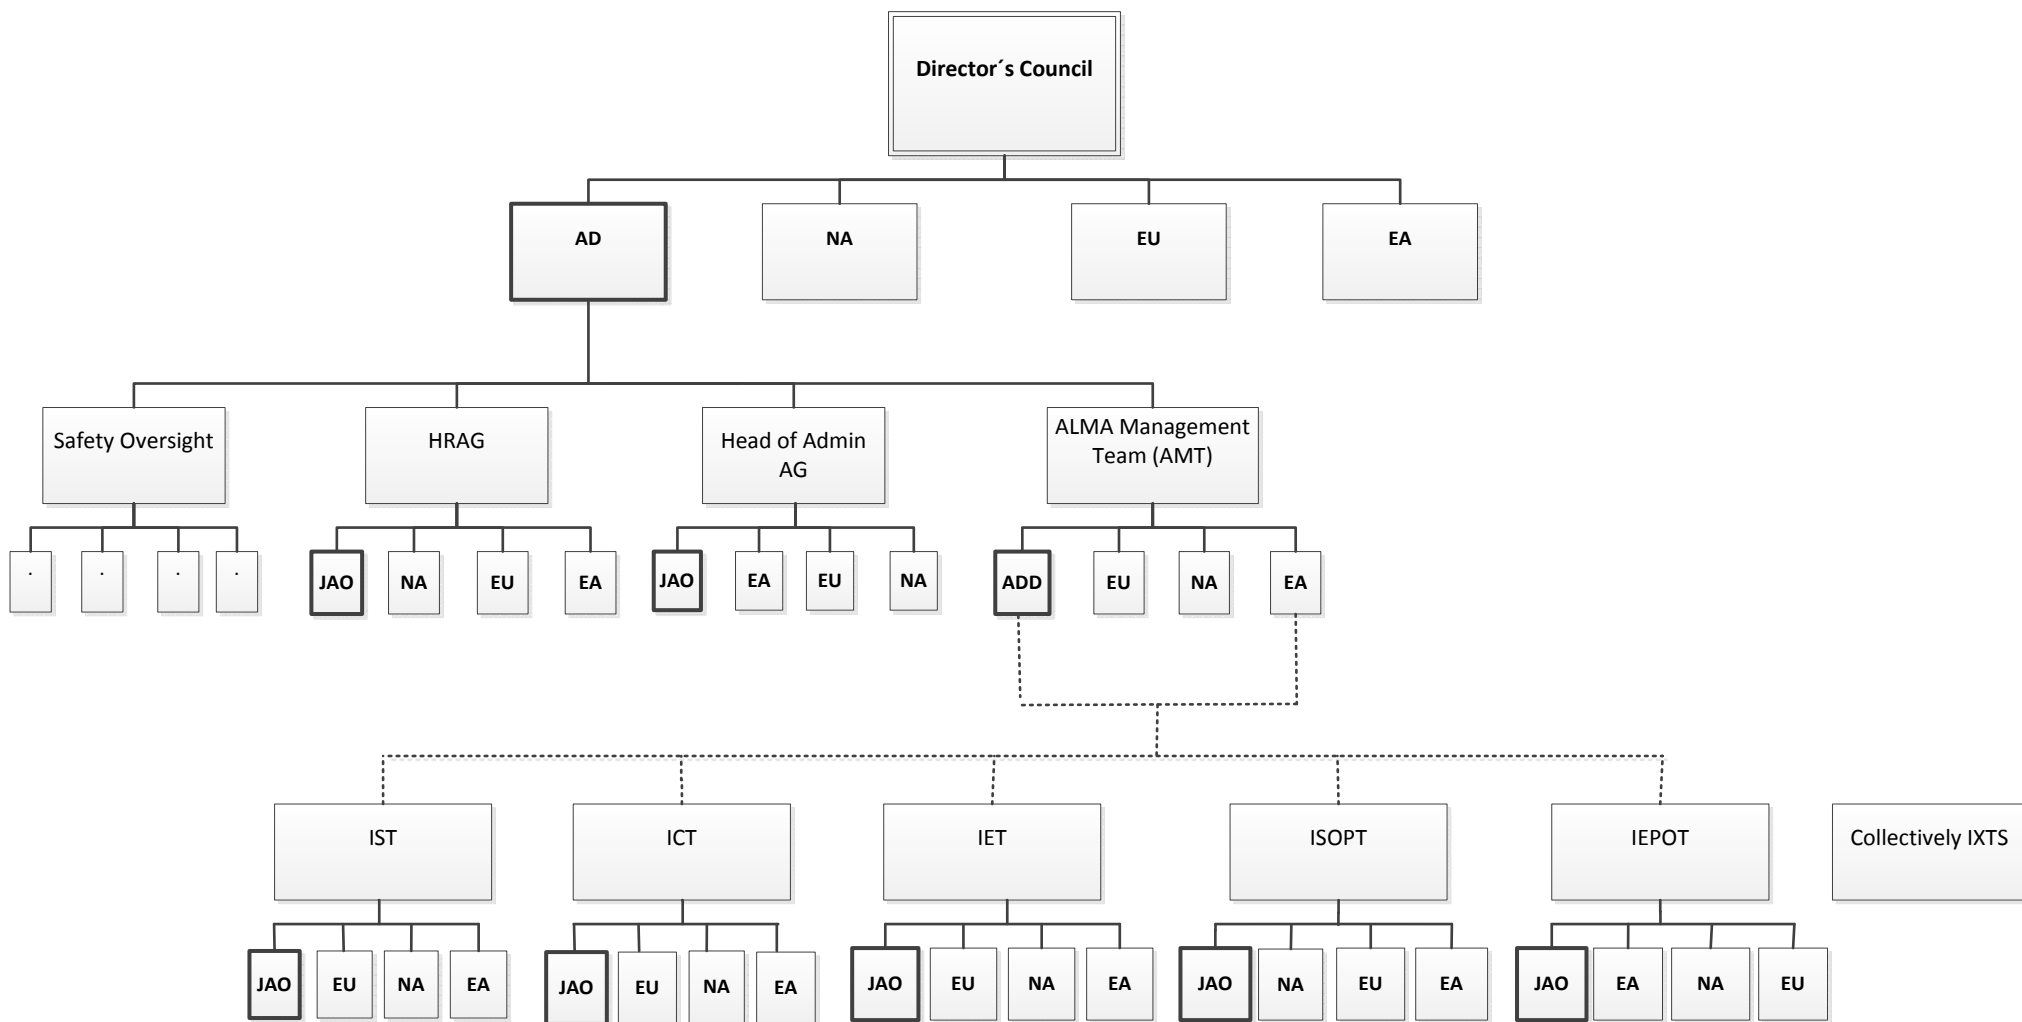 Director´s Council
AD
NA
EU
EA
Safety Oversight
HRAG
Head of Admin
AG
ALMA Management
Team (AMT)
.
.
.
.
JAO
NA
EU
EA
JAO
EA
EU
NA
ADD
EU
NA
EA
IST
ICT
IET
ISOPT
IEPOT
Collectively IXTS
JAO
EU
NA
EA
JAO
EU
NA
EA
JAO
EU
NA
EA
JAO
NA
EU
EA
JAO
EA
NA
EU